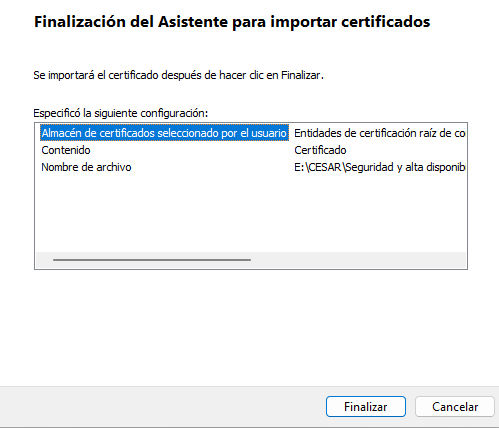 Finalización del Asistente para importar certificados
Se importará el certificado después de hacer clic en Finalizar.
Especificó la siguiente configuración:
Almacén de certificados seleccionado por el usuario Entidades de certificación raíz de co
Contenido Certificado
Nombre de archivo E:\CESAR\Seguridad y alta disponib
Finalizar Cancelar